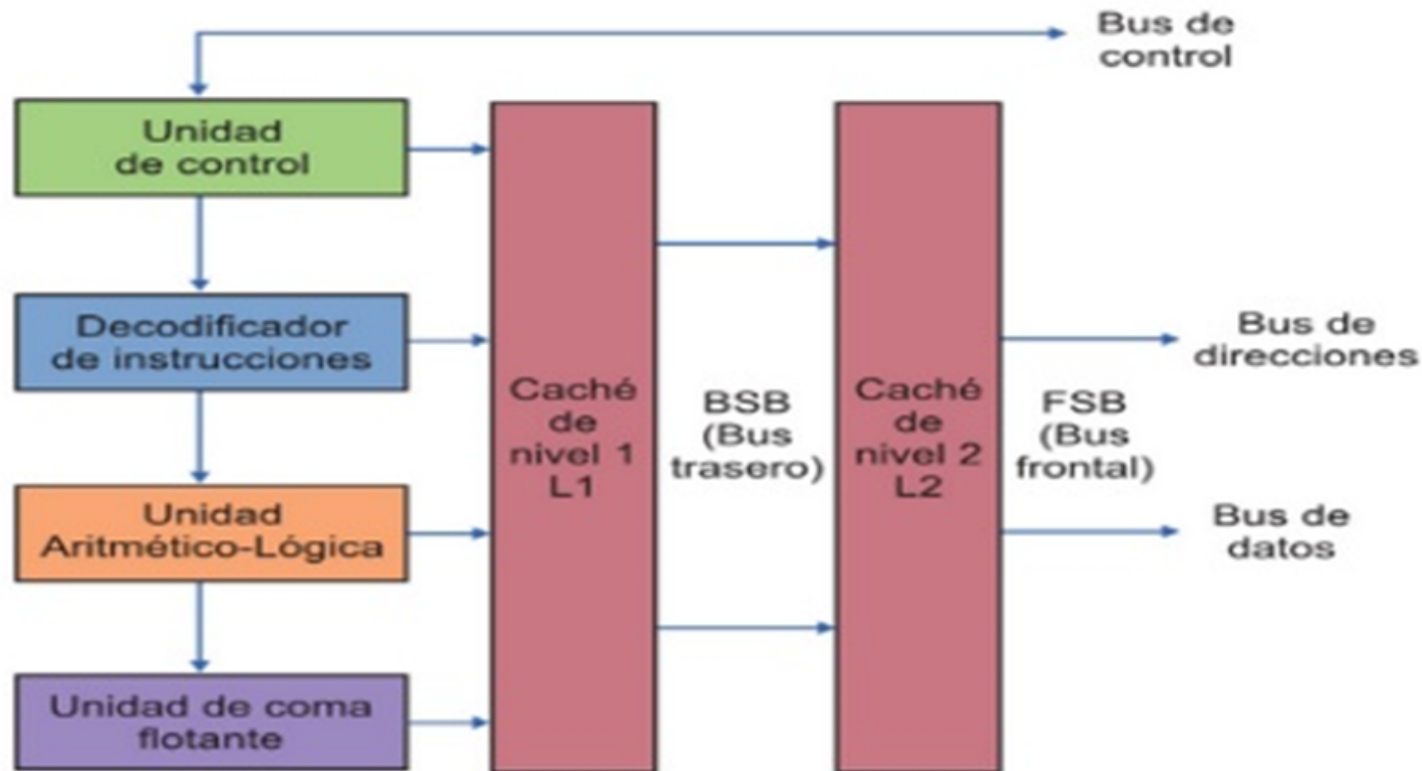 Bus de
control
Unidad
de control
Decodificador
de instrucciones
Unidad
Aritmético-Lógica
Unidad de coma
flotante
Caché
de
nivel 1
L1
BSB
(Bus
trasero)
Caché
de
nivel 2
L2
FSB
(Bus
frontal)
Bus de
direcciones
Bus de
datos